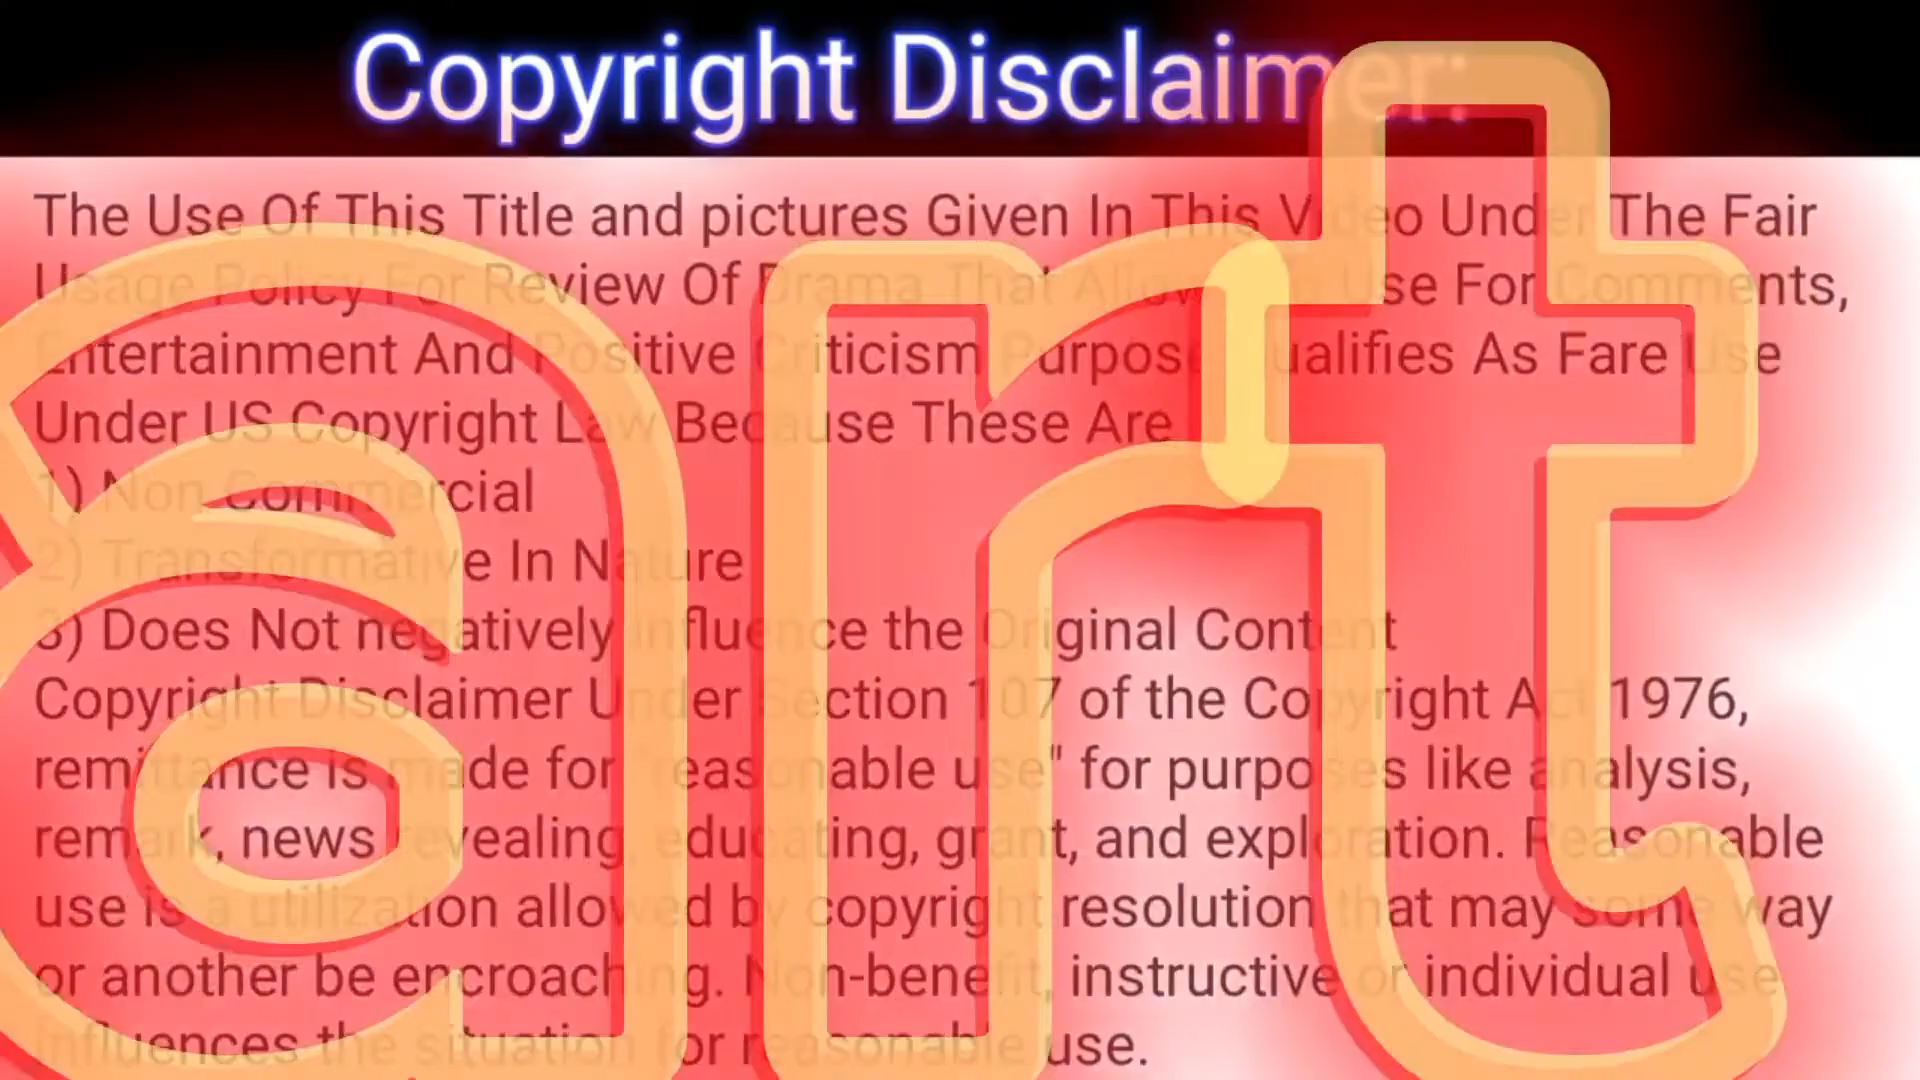 Copyright Disclaimer:
The Use Of This Title and pictures Given In This Video Under The Fair
Usage Policy For Review Of Drama That Allow Use For Comments,
Entertainment And Positive Criticism Purpose Qualifies As Fare Use
Under US Copyright Law Because These Are
1) Non Commercial
2) Transformative In Nature
3) Does Not negatively influence the Original Content
Copyright Disclaimer Under Section 107 of the Copyright Act 1976,
remittance is made for "reasonable use" for purposes like analysis,
remark, news revealing, educating, grant, and exploration. Reasonable
use is a utilization allowed by copyright resolution that may some way
or another be encroaching. Non-benefit, instructive or individual use
influences the situation for reasonable use.
art